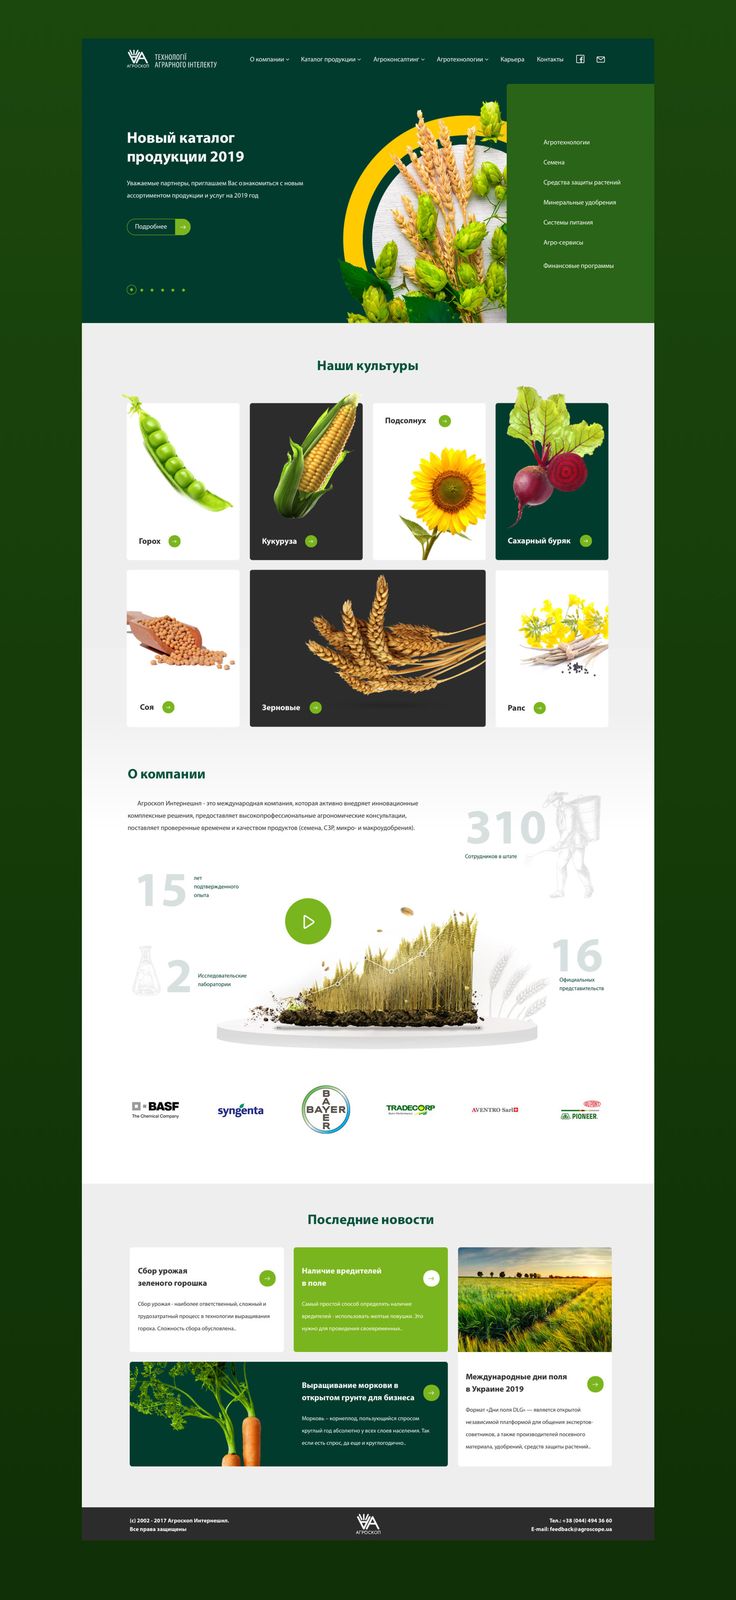 АГРОСКОП
ТЕХНОЛОГІЇ
АГРАРНОГО ІНТЕЛЕКТУ
О компании
Каталог продукции
Агроконсалтинг
Агротехнологии
Карьера
Контакты
Новый каталог
продукции 2019
Уважаемые партнеры, приглашаем Вас ознакомиться с новым
ассортиментом продукции и услуг на 2019 год
Подробнее
Агротехнологии
Семена
Средства защиты растений
Минеральные удобрения
Системы питания
Агро-сервисы
Финансовые программы
Наши культуры
Горох
Кукуруза
Подсолнух
Сахарный буряк
Соя
Зерновые
Рапс
О компании
Агроскоп Интернешнл - это международная компания, которая активно внедряет инновационные
комплексные решения, предоставляет высокопрофессиональные агрономические консультации,
поставляет проверенные временем и качеством продуктов (семена, СЗР, микро- и макроудобрения).
310
Сотрудников в штате
15
лет
подтвержденного
опыта
2
Исследовательские
лаборатории
16
Официальных
представительств
BASF
The Chemical Company
syngenta
BAYER
BAYER
TRADECORP
AVENTRO Sarl
PIONEER
Последние новости
Сбор урожая
зеленого горошка
Сбор урожая - наиболее ответственный, сложный и
трудозатратный процесс в технологии выращивания
гороха. Сложность сбора обусловлена..
Наличие вредителей
в поле
Самый простой способ определять наличие
вредителей - использовать желтые ловушки. Это
нужно для проведения своевременных..
Выращивание моркови в
открытом грунте для бизнеса
Морковь – корнеплод, пользующийся спросом
круглый год абсолютно у всех слоев населения. Так
если есть спрос, да еще и круглогодично..
Международные дни поля
в Украине 2019
Формат «Дни поля DLG» — является открытой
независимой платформой для общения экспертов-
советников, а также производителей посевного
материала, удобрений, средств защиты растений..
(c) 2002 - 2017 Агроскоп Интернешнл.
Все права защищены
АГРОСКОП
Тел.: +38 (044) 494 36 60
E-mail: feedback@agroscope.ua